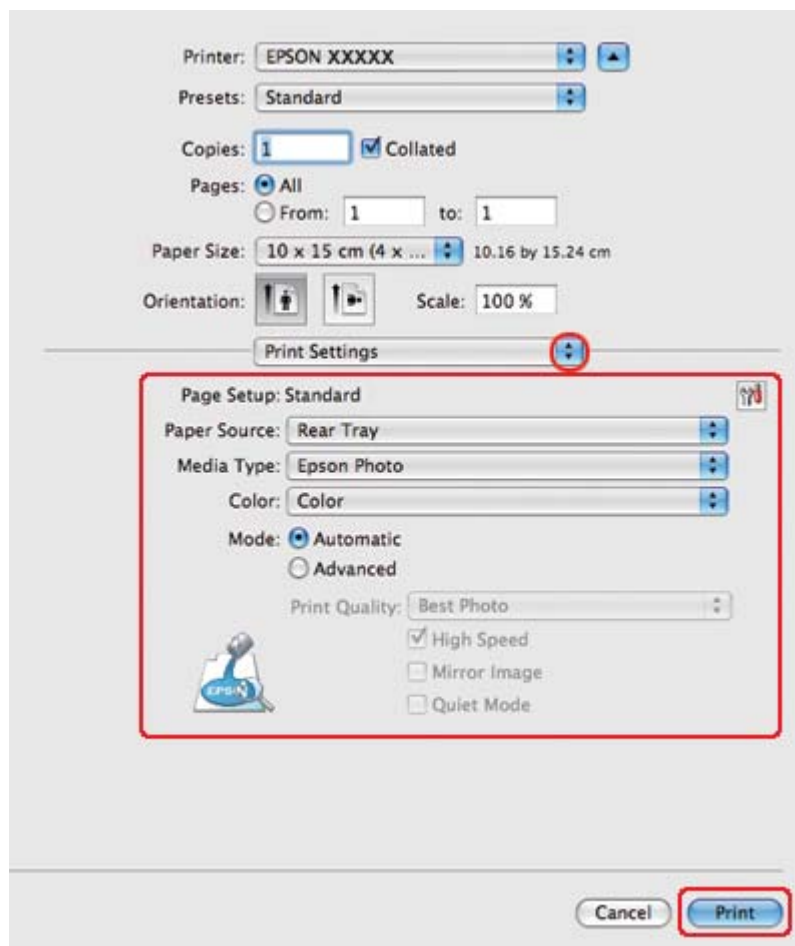 Printer: EPSON XXXXX
Presets: Standard
Copies: 1 Collated
Pages: All
From: 1 to: 1
Paper Size: 10 x 15 cm (4 x ... 10.16 by 15.24 cm
Orientation: Scale: 100 %
Print Settings
Page Setup: Standard
Paper Source: Rear Tray
Media Type: Epson Photo
Color: Color
Mode: Automatic
Advanced
Print Quality: Best Photo
High Speed
Mirror Image
EPSON Quiet Mode
Cancel Print